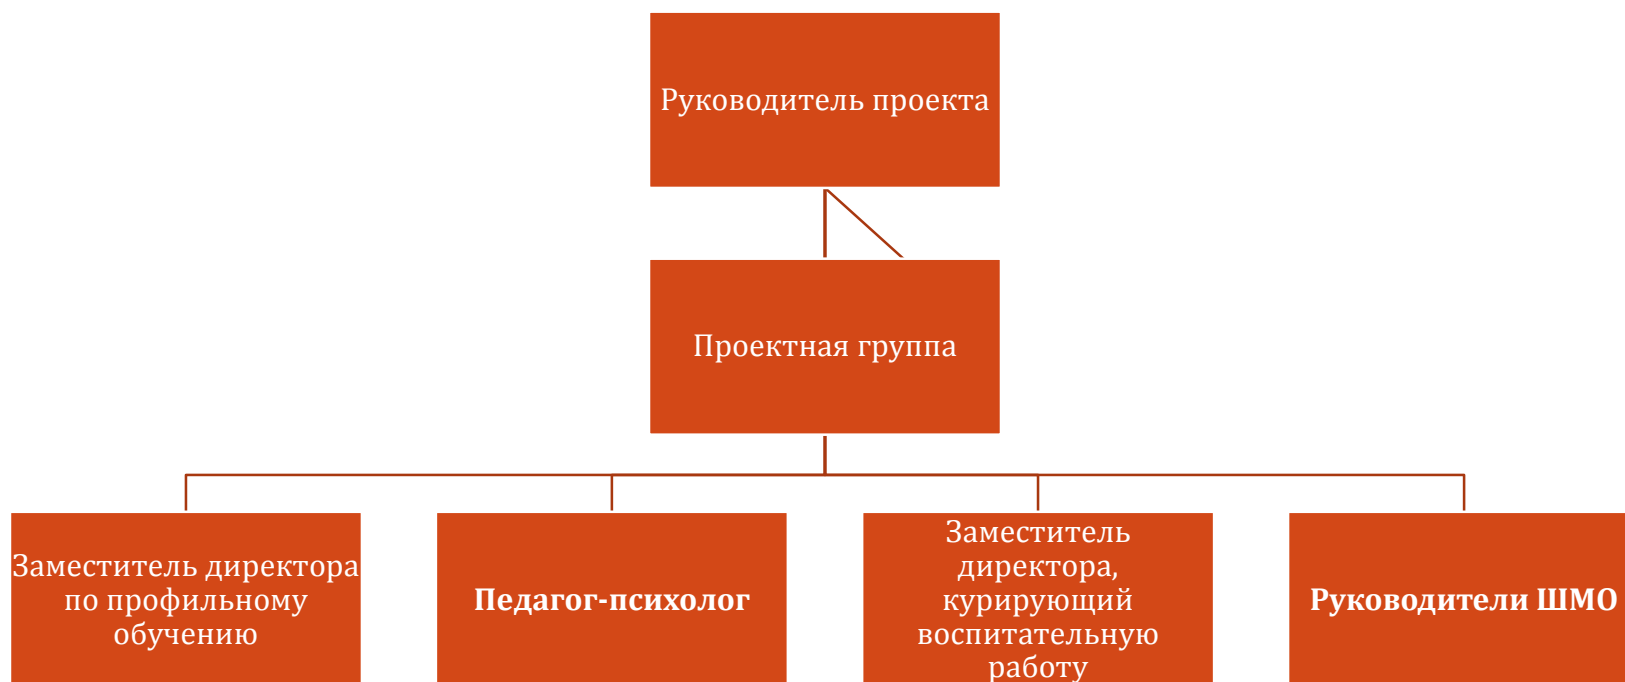 Руководитель проекта
Проектная группа
Заместитель директора
по профильному
обучению
Педагог-психолог
Заместитель
директора,
курирующий
воспитательную
работу
Руководители ШМО